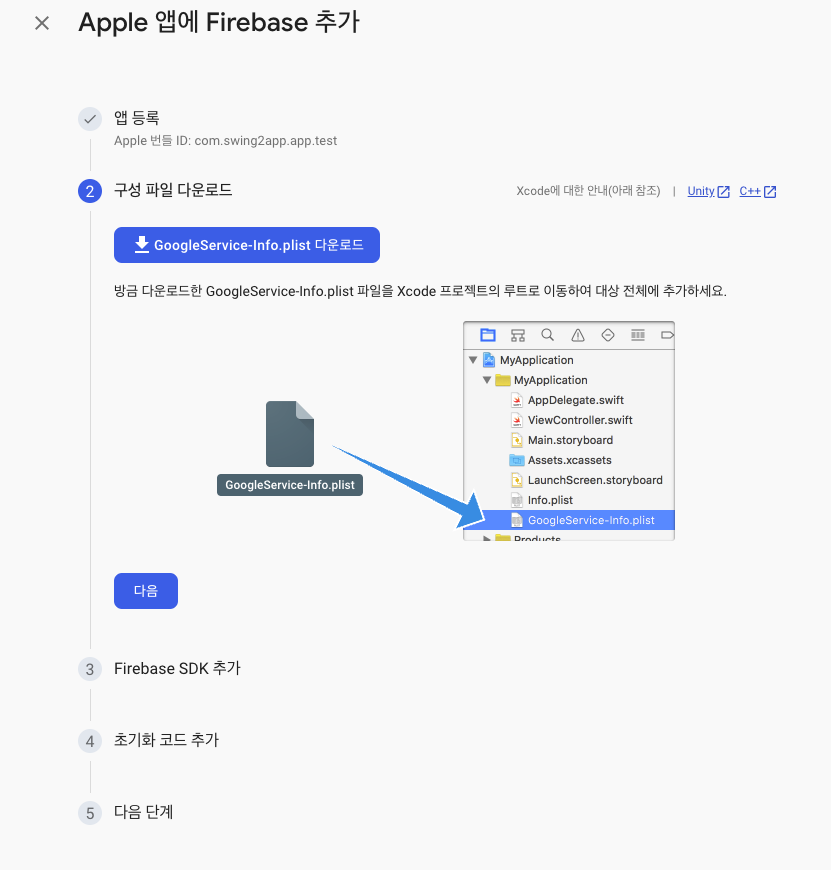 Apple 앱에 Firebase 추가
앱 등록
Apple 번들 ID: com.swing2app.app.test
2 구성 파일 다운로드
Xcode에 대한 안내(아래 참조) | Unity C++
GoogleService-Info.plist 다운로드
방금 다운로드한 GoogleService-Info.plist 파일을 Xcode 프로젝트의 루트로 이동하여 대상 전체에 추가하세요.
GoogleService-Info.plist
MyApplication
MyApplication
AppDelegate.swift
ViewController.swift
Main.storyboard
Assets.xcassets
LaunchScreen.storyboard
Info.plist
GoogleService-Info.plist
Products
다음
3 Firebase SDK 추가
4 초기화 코드 추가
5 다음 단계